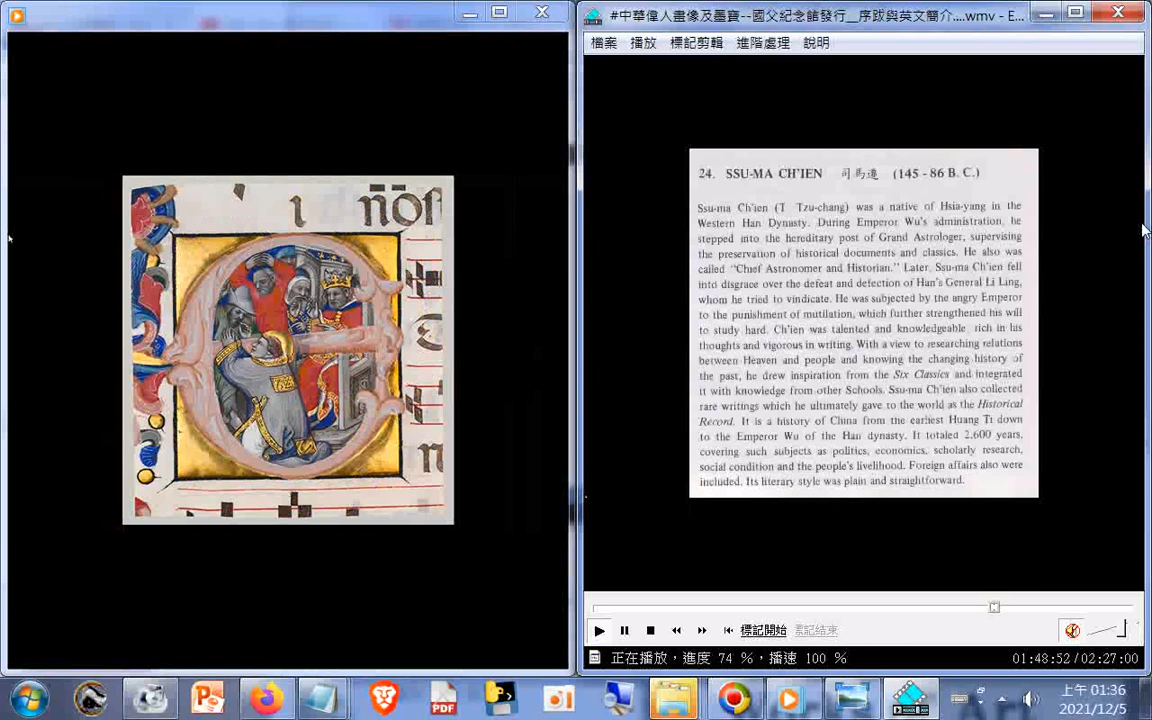 #中華偉人畫像及墨寶--國父紀念館發行__序跋與英文簡介....wmv - E...
檔案 播放 標記剪輯 進階處理 說明
i nōs
24. SSU-MA CH'IEN 司馬遷 (145 - 86 B. C.)
Ssu-ma Ch'ien (T Tzu-chang) was a native of Hsia-yang in the
Western Han Dynasty. During Emperor Wu's administration, he
stepped into the hereditary post of Grand Astrologer, supervising
the preservation of historical documents and classics. He also was
called "Chief Astronomer and Historian." Later, Ssu-ma Ch'ien fell
into disgrace over the defeat and defection of Han's General Li Ling,
whom he tried to vindicate. He was subjected by the angry Emperor
to the punishment of mutilation, which further strengthened his will
to study hard. Ch'ien was talented and knowledgeable, rich in his
thoughts and vigorous in writing. With a view to researching relations
between Heaven and people and knowing the changing history of
the past, he drew inspiration from the Six Classics and integrated
it with knowledge from other Schools. Ssu-ma Ch'ien also collected
rare writings which he ultimately gave to the world as the Historical
Record. It is a history of China from the earliest Huang Ti down
to the Emperor Wu of the Han dynasty. It totaled 2,600 years,
covering such subjects as politics, economics, scholarly research,
social condition and the people's livelihood. Foreign affairs also were
included. Its literary style was plain and straightforward.
標記開始 標記結束
正在播放，進度 74 %，播速 100 %
01:48:52 / 02:27:00
PDF
上午 01:36
2021/12/5